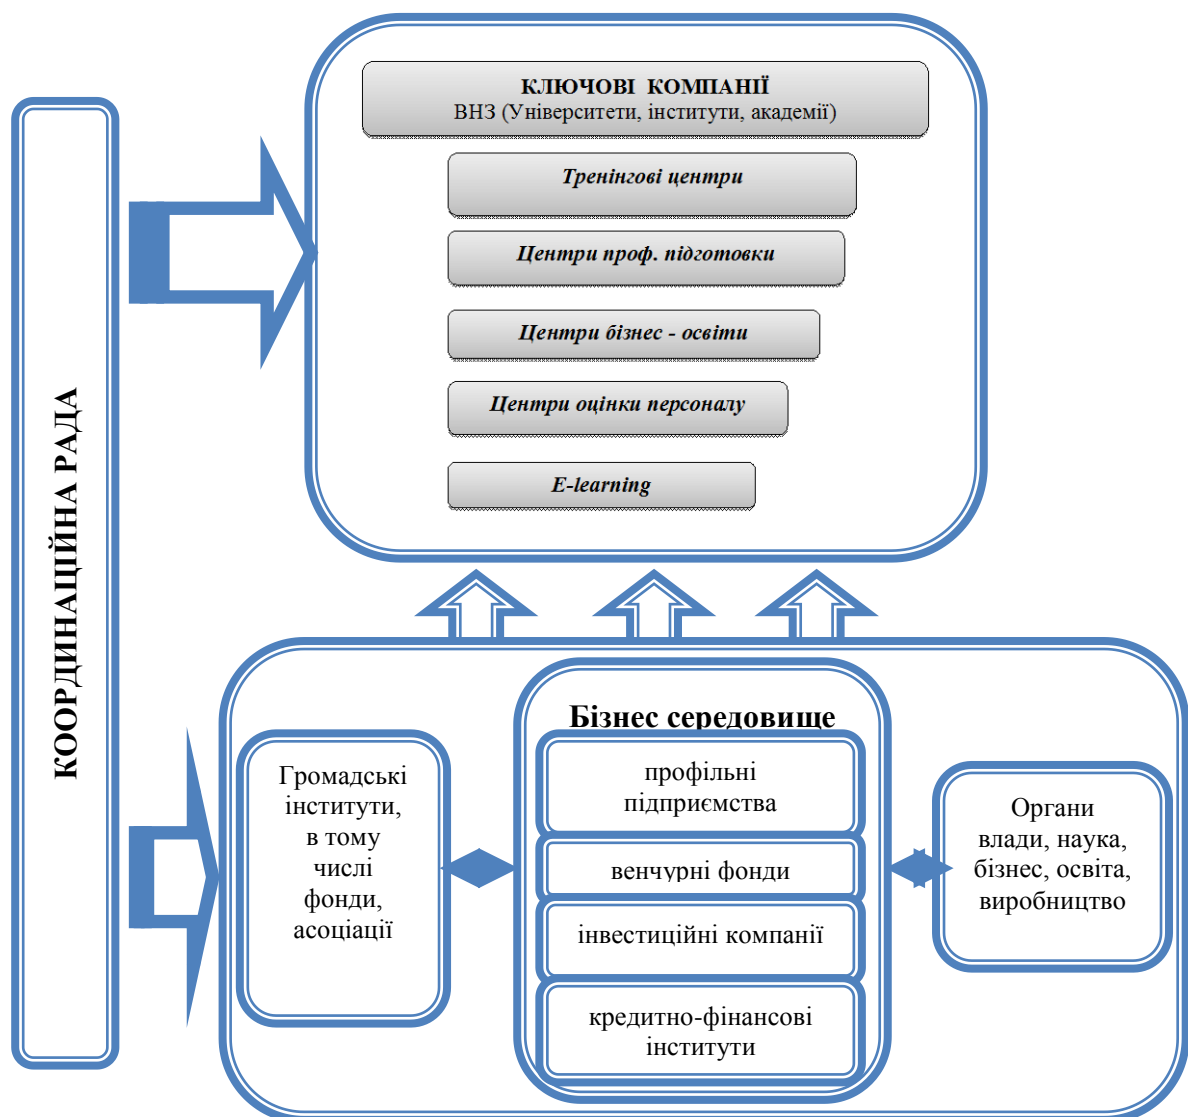 КООРДИНАЦІЙНА РАДА
КЛЮЧОВІ КОМПАНІЇ
ВНЗ (Університети, інститути, академії)
Тренінгові центри
Центри проф. підготовки
Центри бізнес - освіти
Центри оцінки персоналу
E-learning
Громадські
інститути,
в тому
числі
фонди,
асоціації
Бізнес середовище
профільні
підприємства
венчурні фонди
інвестиційні компанії
кредитно-фінансові
інститути
Органи
влади, наука,
бізнес, освіта,
виробництво